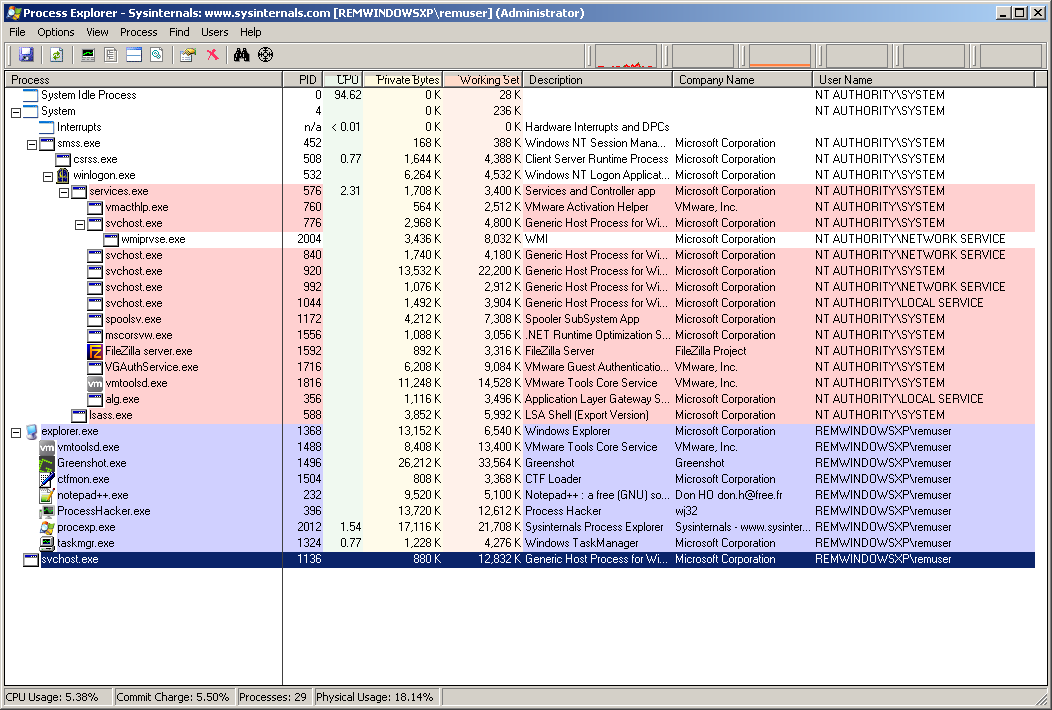 Process Explorer - Sysinternals: www.sysinternals.com [REMWINDOWSXP\remuser] (Administrator)
File Options View Process Find Users Help
Process PID CPU Private Bytes Working Set Description Company Name User Name
System Idle Process 0 94.62 0 K 28 K NT AUTHORITY\SYSTEM
System 4 0 K 236 K NT AUTHORITY\SYSTEM
Interrupts n/a < 0.01 0 K 0 K Hardware Interrupts and DPCs
smss.exe 452 168 K 388 K Windows NT Session Mana... Microsoft Corporation NT AUTHORITY\SYSTEM
csrss.exe 508 0.77 1,644 K 4,388 K Client Server Runtime Process Microsoft Corporation NT AUTHORITY\SYSTEM
winlogon.exe 532 6,264 K 4,532 K Windows NT Logon Applicat... Microsoft Corporation NT AUTHORITY\SYSTEM
services.exe 576 2.31 1,708 K 3,400 K Services and Controller app Microsoft Corporation NT AUTHORITY\SYSTEM
vmacthlp.exe 760 564 K 2,512 K VMware Activation Helper VMware, Inc. NT AUTHORITY\SYSTEM
svchost.exe 776 2,968 K 4,800 K Generic Host Process for Wi... Microsoft Corporation NT AUTHORITY\SYSTEM
wmiprvse.exe 2004 3,436 K 8,032 K WMI Microsoft Corporation NT AUTHORITY\NETWORK SERVICE
svchost.exe 840 1,740 K 4,180 K Generic Host Process for Wi... Microsoft Corporation NT AUTHORITY\NETWORK SERVICE
svchost.exe 920 13,532 K 22,200 K Generic Host Process for Wi... Microsoft Corporation NT AUTHORITY\SYSTEM
svchost.exe 992 1,076 K 2,912 K Generic Host Process for Wi... Microsoft Corporation NT AUTHORITY\NETWORK SERVICE
svchost.exe 1044 1,492 K 3,904 K Generic Host Process for Wi... Microsoft Corporation NT AUTHORITY\LOCAL SERVICE
spoolsv.exe 1172 4,212 K 7,308 K Spooler SubSystem App Microsoft Corporation NT AUTHORITY\SYSTEM
mscorsvw.exe 1556 1,088 K 3,056 K .NET Runtime Optimization S... Microsoft Corporation NT AUTHORITY\SYSTEM
FileZilla server.exe 1592 892 K 3,316 K FileZilla Server FileZilla Project NT AUTHORITY\SYSTEM
VGAuthService.exe 1716 6,208 K 9,084 K VMware Guest Authenticatio... VMware, Inc. NT AUTHORITY\SYSTEM
vmtoolsd.exe 1816 11,248 K 14,528 K VMware Tools Core Service VMware, Inc. NT AUTHORITY\SYSTEM
alg.exe 356 1,116 K 3,496 K Application Layer Gateway S... Microsoft Corporation NT AUTHORITY\LOCAL SERVICE
lsass.exe 588 3,852 K 5,992 K LSA Shell (Export Version) Microsoft Corporation NT AUTHORITY\SYSTEM
explorer.exe 1368 13,152 K 6,540 K Windows Explorer Microsoft Corporation REMWINDOWSXP\remuser
vmtoolsd.exe 1488 8,408 K 13,400 K VMware Tools Core Service VMware, Inc. REMWINDOWSXP\remuser
Greenshot.exe 1496 26,212 K 33,564 K Greenshot Greenshot REMWINDOWSXP\remuser
ctfmon.exe 1504 808 K 3,368 K CTF Loader Microsoft Corporation REMWINDOWSXP\remuser
notepad++.exe 232 9,520 K 5,100 K Notepad++ : a free (GNU) so... Don HO don.h@free.fr REMWINDOWSXP\remuser
ProcessHacker.exe 396 13,720 K 12,612 K Process Hacker wj32 REMWINDOWSXP\remuser
procexp.exe 2012 1.54 17,116 K 21,708 K Sysinternals Process Explorer Sysinternals - www.sysinter... REMWINDOWSXP\remuser
taskmgr.exe 1324 0.77 1,228 K 4,276 K Windows TaskManager Microsoft Corporation REMWINDOWSXP\remuser
svchost.exe 1136 880 K 12,832 K Generic Host Process for Wi... Microsoft Corporation REMWINDOWSXP\remuser
CPU Usage: 5.38% Commit Charge: 5.50% Processes: 29 Physical Usage: 18.14%